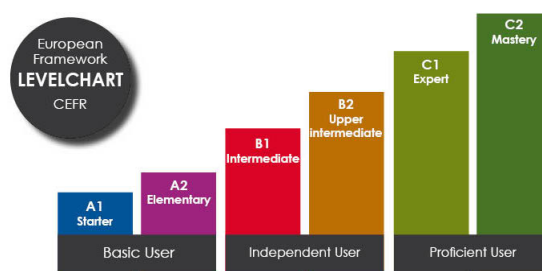 European
Framework
LEVELCHART
CEFR
A1
Starter
A2
Elementary
B1
Intermediate
B2
Upper
intermediate
C1
Expert
C2
Mastery
Basic User
Independent User
Proficient User